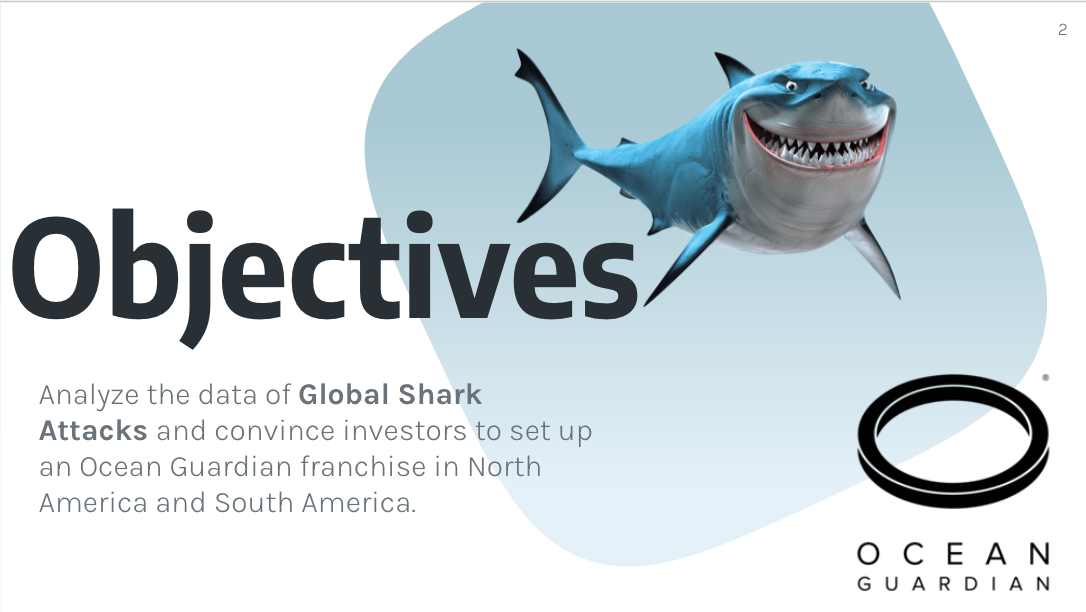 2
Objectives
Analyze the data of Global Shark
Attacks and convince investors to set up
an Ocean Guardian franchise in North
America and South America.
®
OCEAN
GUARDIAN